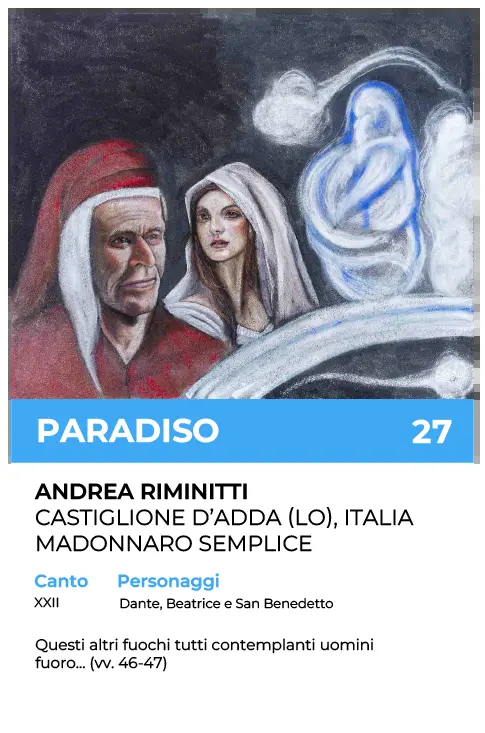 PARADISO 27
ANDREA RIMINITTI
CASTIGLIONE D’ADDA (LO), ITALIA
MADONNARO SEMPLICE
Canto Personaggi
XXII Dante, Beatrice e San Benedetto
Questi altri fuochi tutti contemplanti uomini
fuoro... (vv. 46-47)